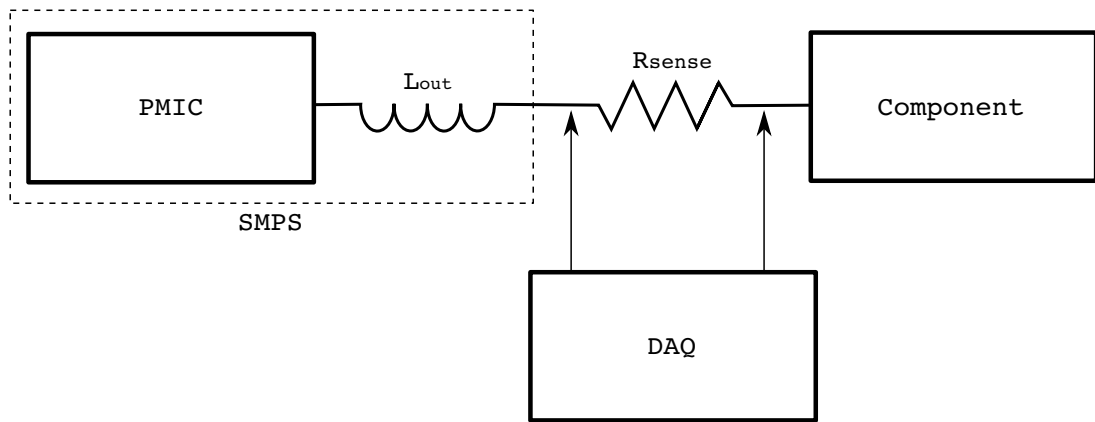 PMIC
Lout
Rsense
Component
SMPS
DAQ